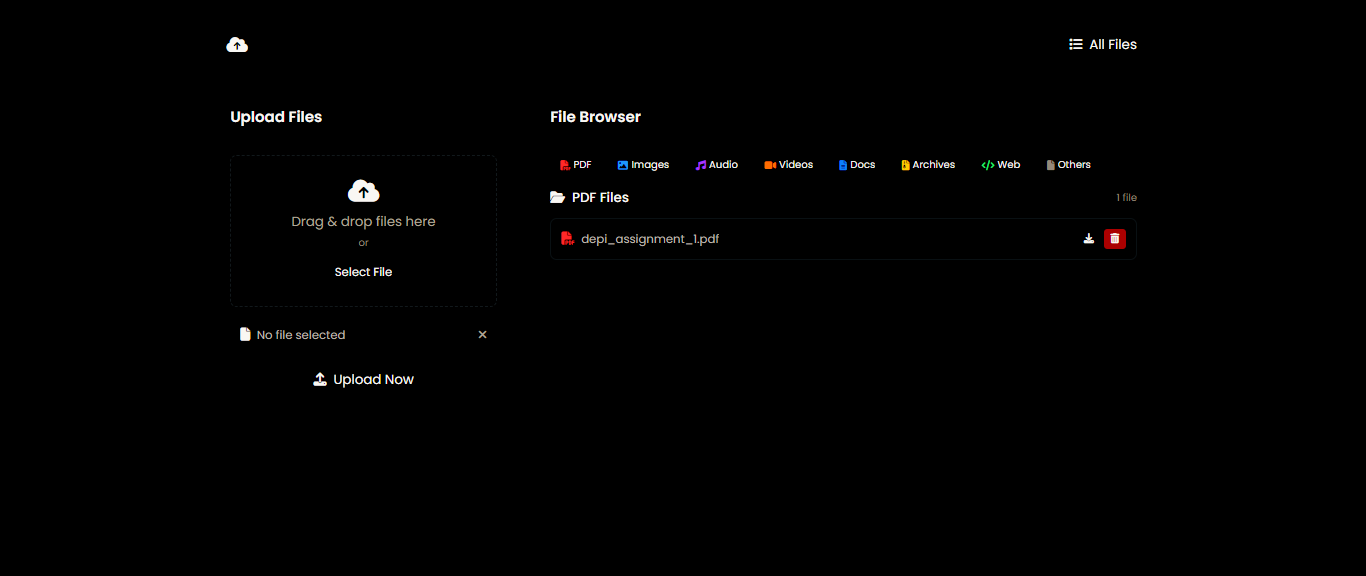 All Files
Upload Files
Drag & drop files here
or
Select File
No file selected
Upload Now
File Browser
PDF Images Audio Videos Docs Archives Web Others
PDF Files 1 file
depi_assignment_1.pdf